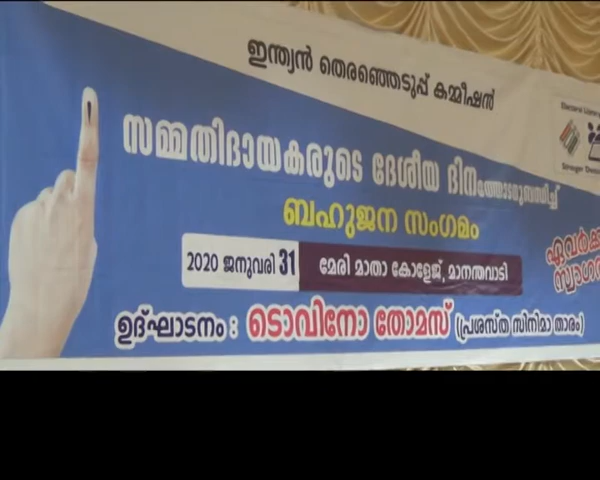 ഇന്ത്യൻ തെരഞ്ഞെടുപ്പ് കമ്മീഷൻ
സമ്മതിദായകരുടെ ദേശീയ ദിനത്തോടനുബന്ധിച്ച്
ബഹുജന സംഗമം
2020 ജനുവരി 31 മേരി മാതാ കോളേജ്, മാനന്തവാടി
ഉദ്ഘാടനം : ടൊവിനോ തോമസ് (പ്രശസ്ത സിനിമാ താരം)